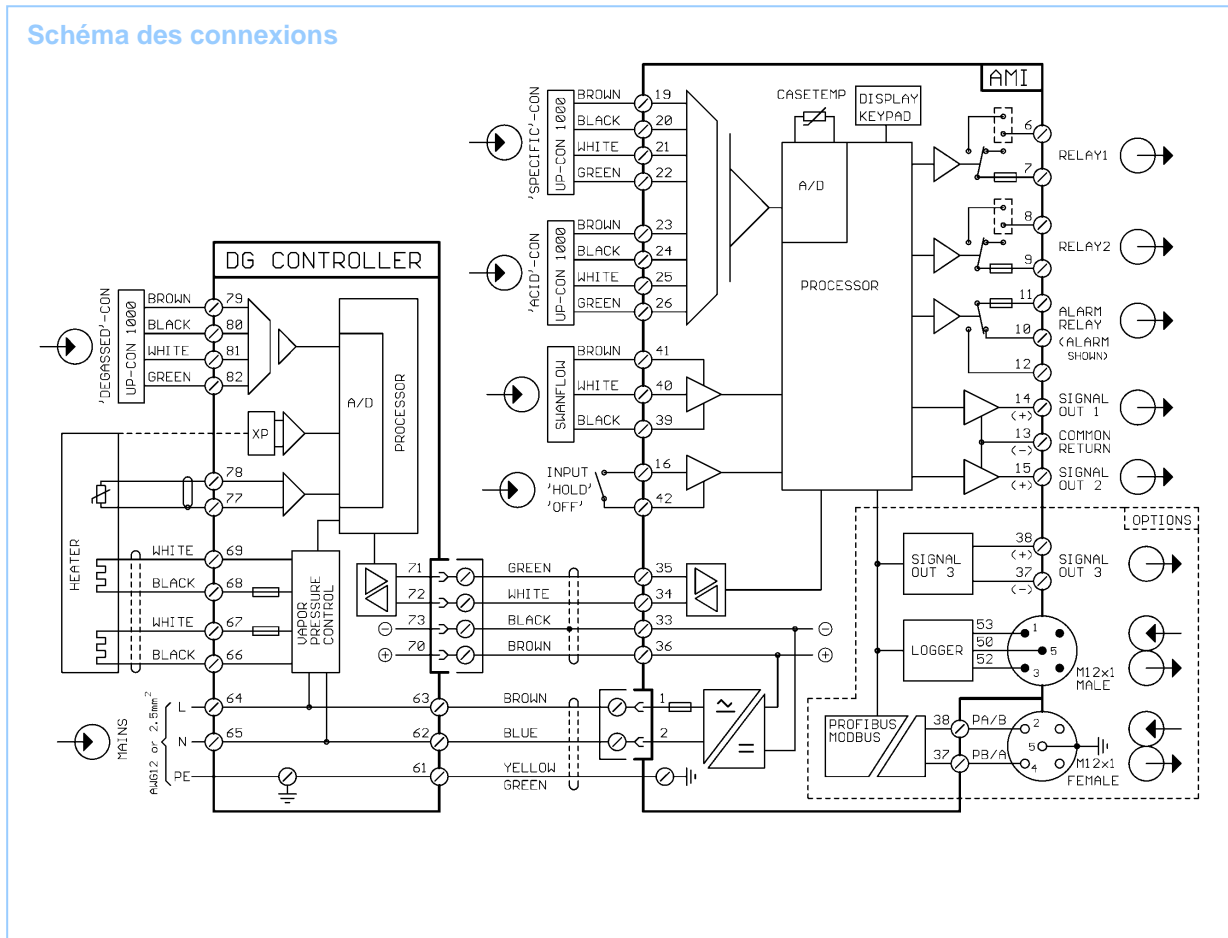 Schéma des connexions
AMI
'SPECIFIC'-CON
UP-CON 1000
BROWN 19
BLACK 20
WHITE 21
GREEN 22
CASETEMP
DISPLAY
KEYPAD
A/D
PROCESSOR
6
7
RELAY1
8
9
RELAY2
'ACID'-CON
UP-CON 1000
BROWN 23
BLACK 24
WHITE 25
GREEN 26
11
10
12
ALARM
RELAY
(ALARM
SHOWN)
SWANFLOW
BROWN 41
WHITE 40
BLACK 39
14
(+)
SIGNAL
OUT 1
13
(-)
COMMON
RETURN
15
(+)
SIGNAL
OUT 2
INPUT
'HOLD'
'OFF'
16
42
DG CONTROLLER
'DEGASSED'-CON
UP-CON 1000
BROWN 79
BLACK 80
WHITE 81
GREEN 82
A/D
PROCESSOR
XP
HEATER
78
77
WHITE 69
BLACK 68
WHITE 67
BLACK 66
VAPOR
PRESSURE
CONTROL
71 GREEN 35
72 WHITE 34
73 BLACK 33
70 BROWN 36
MAINS
AWG12 or 2.5mm²
L 64
N 65
PE
63 BROWN 1
62 BLUE 2
61 YELLOW
GREEN
OPTIONS
SIGNAL
OUT 3
38
(+)
37
(-)
SIGNAL
OUT 3
LOGGER
53
50
52
1
5
3
M12x1
MALE
PROFIBUS
MODBUS
38 PA/B
37 PB/A
2
5
4
M12x1
FEMALE